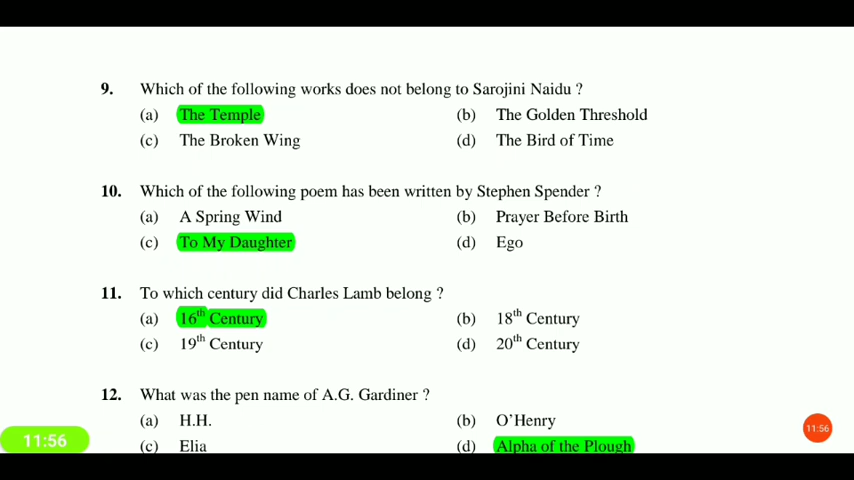 9. Which of the following works does not belong to Sarojini Naidu ?
(a) The Temple (b) The Golden Threshold
(c) The Broken Wing (d) The Bird of Time
10. Which of the following poem has been written by Stephen Spender ?
(a) A Spring Wind (b) Prayer Before Birth
(c) To My Daughter (d) Ego
11. To which century did Charles Lamb belong ?
(a) 16th Century (b) 18th Century
(c) 19th Century (d) 20th Century
12. What was the pen name of A.G. Gardiner ?
(a) H.H. (b) O'Henry
(c) Elia (d) Alpha of the Plough
11:56
11:56